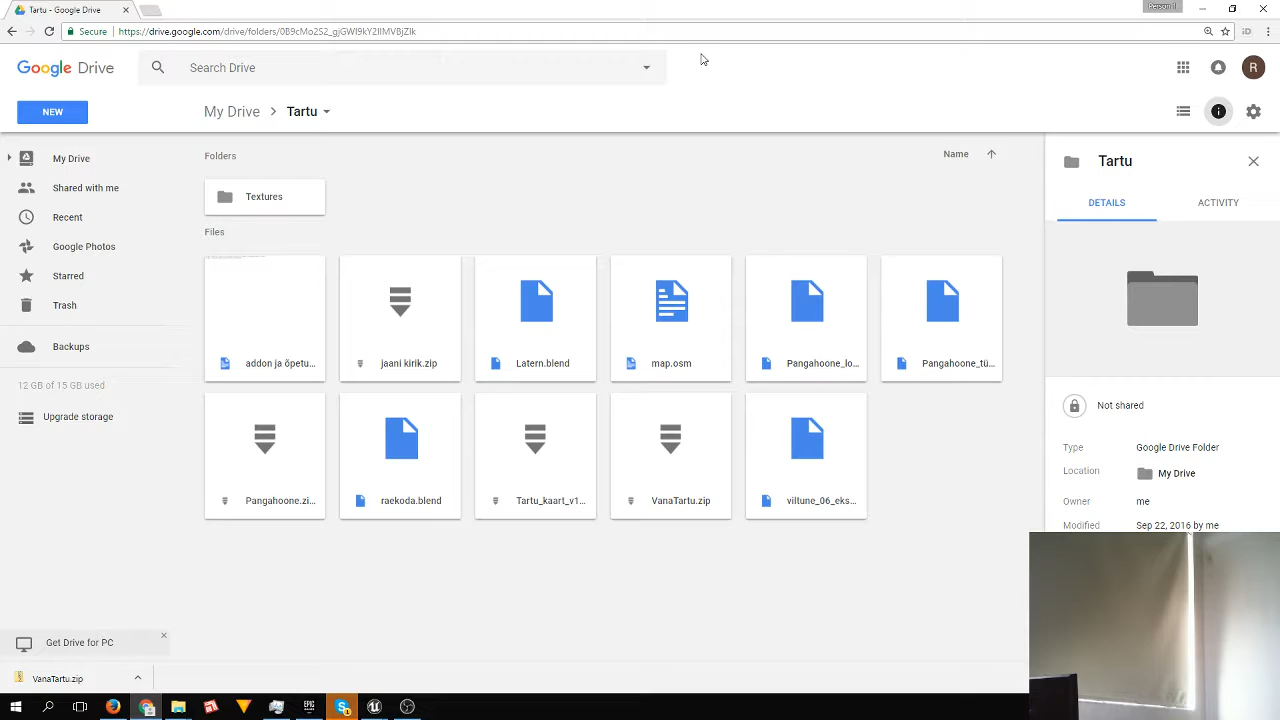 Tartu - Google Drive
Person 1
Secure
https://drive.google.com/drive/folders/0B9cMo2S2_gjGWl9kY2lIMVBjZlk
Google Drive
Search Drive
R
NEW
My Drive
Tartu
My Drive
Shared with me
Recent
Google Photos
Starred
Trash
Backups
12 GB of 15 GB used
Upgrade storage
Get Drive for PC
Folders
Name
Textures
Files
addon ja õpetu...
jaani kirik.zip
Latern.blend
map.osm
Pangahoone_lo...
Pangahoone_tü...
Pangahoone.zi...
raekoda.blend
Tartu_kaart_v1...
VanaTartu.zip
viltune_06_eks...
Tartu
DETAILS
ACTIVITY
Not shared
Type Google Drive Folder
Location My Drive
Owner me
Modified Sep 22, 2016 by me
VanaTartu.zip